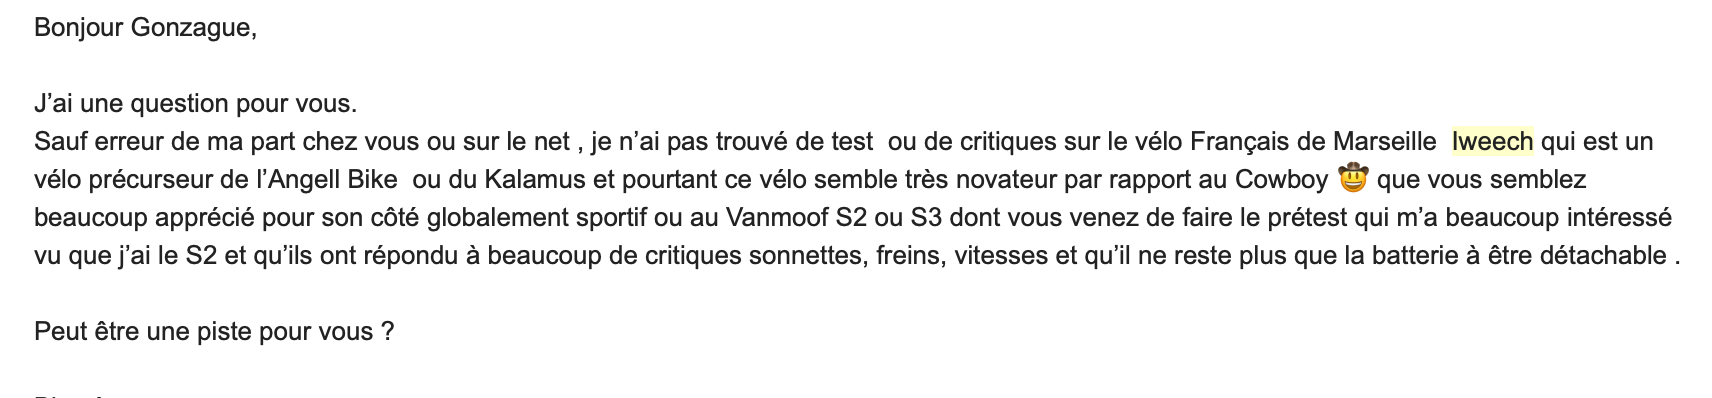 Bonjour Gonzague,
J’ai une question pour vous.
Sauf erreur de ma part chez vous ou sur le net , je n’ai pas trouvé de test  ou de critiques sur le vélo Français de Marseille  Iweech qui est un
vélo précurseur de l’Angell Bike  ou du Kalamus et pourtant ce vélo semble très novateur par rapport au Cowboy 🤠 que vous semblez
beaucoup apprécié pour son côté globalement sportif ou au Vanmoof S2 ou S3 dont vous venez de faire le prétest qui m’a beaucoup intéressé
vu que j’ai le S2 et qu’ils ont répondu à beaucoup de critiques sonnettes, freins, vitesses et qu’il ne reste plus que la batterie à être détachable .
Peut être une piste pour vous ?